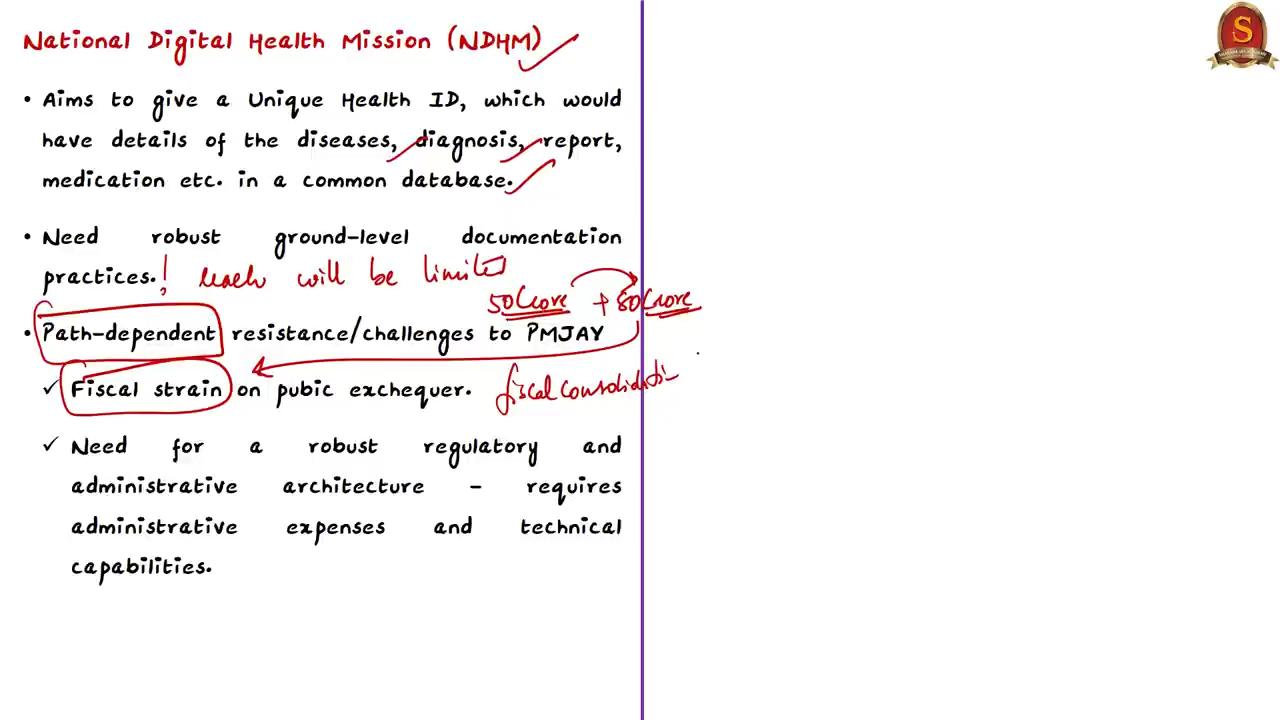 National Digital Health Mission (NDHM)
• Aims to give a Unique Health ID, which would
have details of the diseases, diagnosis, report,
medication etc. in a common database.
• Need robust ground-level documentation
practices. ! reach will be limited
50 Crore + 80 Crore
• Path-dependent resistance/challenges to PMJAY
✓ Fiscal strain on pubic exchequer. fiscal consolidati
✓ Need for a robust regulatory and
administrative architecture - requires
administrative expenses and technical
capabilities.
S